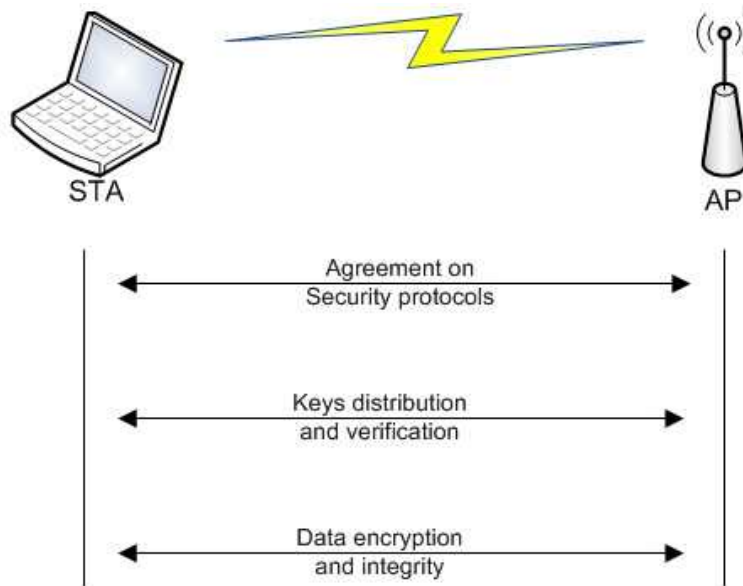 STA
AP
Agreement on
Security protocols
Keys distribution
and verification
Data encryption
and integrity